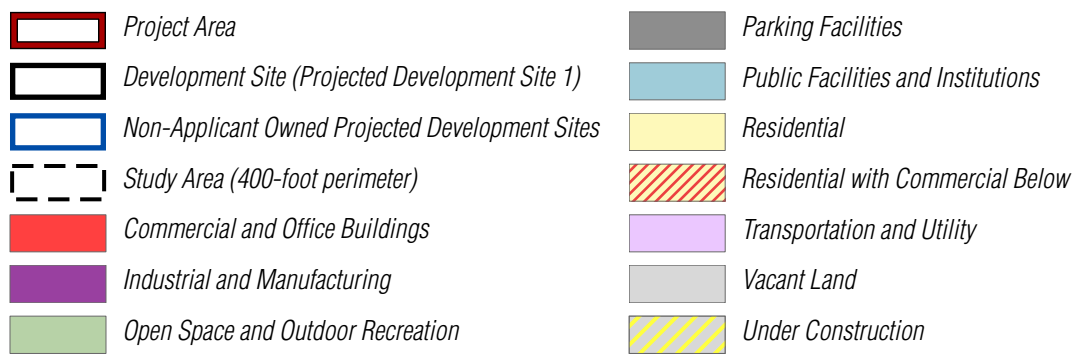 Project Area
Development Site (Projected Development Site 1)
Non-Applicant Owned Projected Development Sites
Study Area (400-foot perimeter)
Commercial and Office Buildings
Industrial and Manufacturing
Open Space and Outdoor Recreation
Parking Facilities
Public Facilities and Institutions
Residential
Residential with Commercial Below
Transportation and Utility
Vacant Land
Under Construction